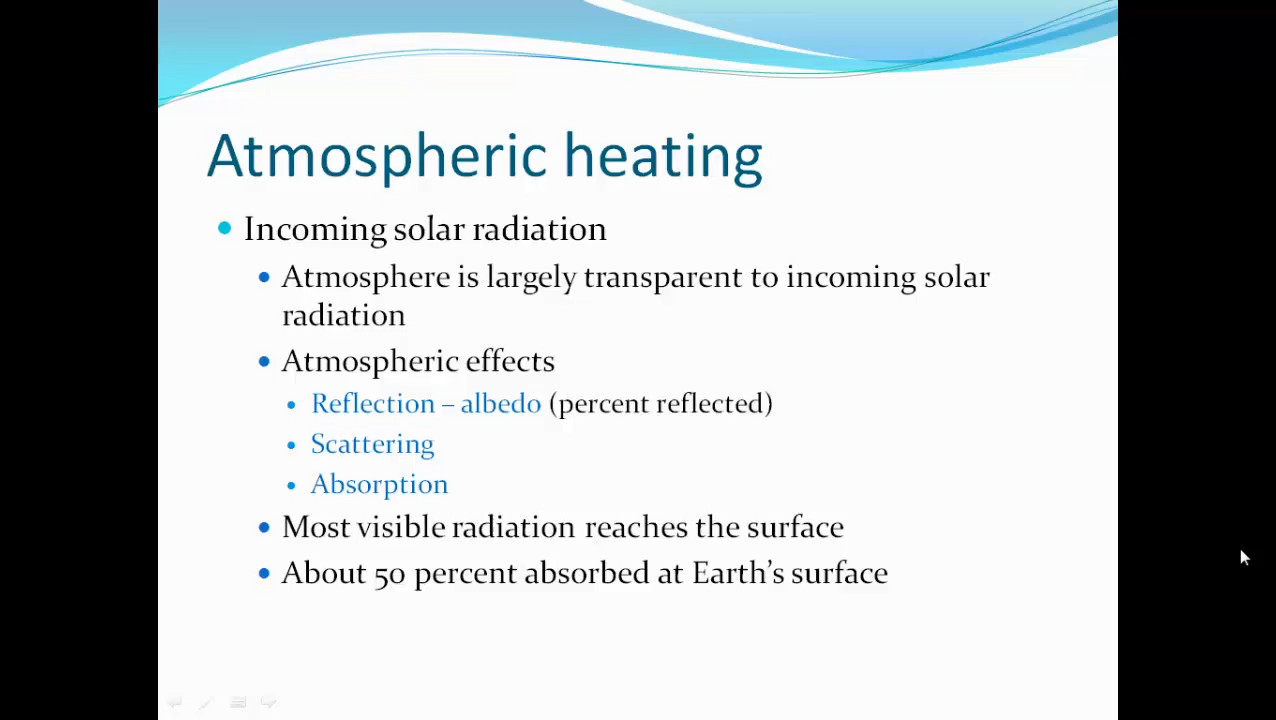 Atmospheric heating
Incoming solar radiation
Atmosphere is largely transparent to incoming solar
radiation
Atmospheric effects
Reflection – albedo (percent reflected)
Scattering
Absorption
Most visible radiation reaches the surface
About 50 percent absorbed at Earth's surface